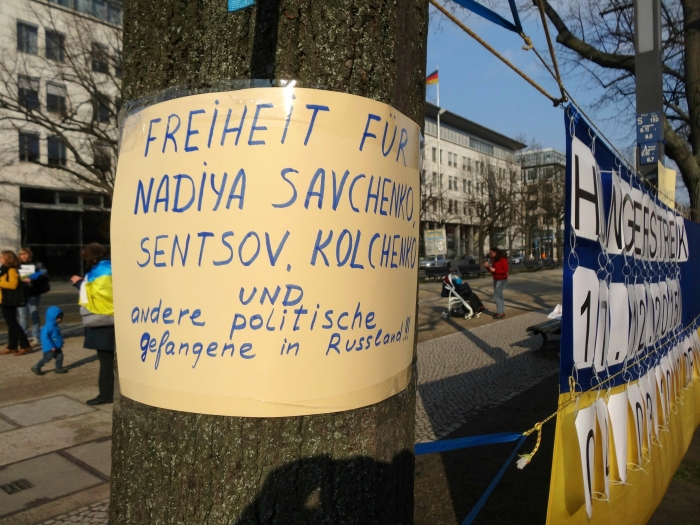 FREIHEIT FÜR
NADIYA SAVCHENKO,
SENTSOV, KOLCHENKO
UND
andere politische
gefangene in Russland!!!
HUNGERSTREIK